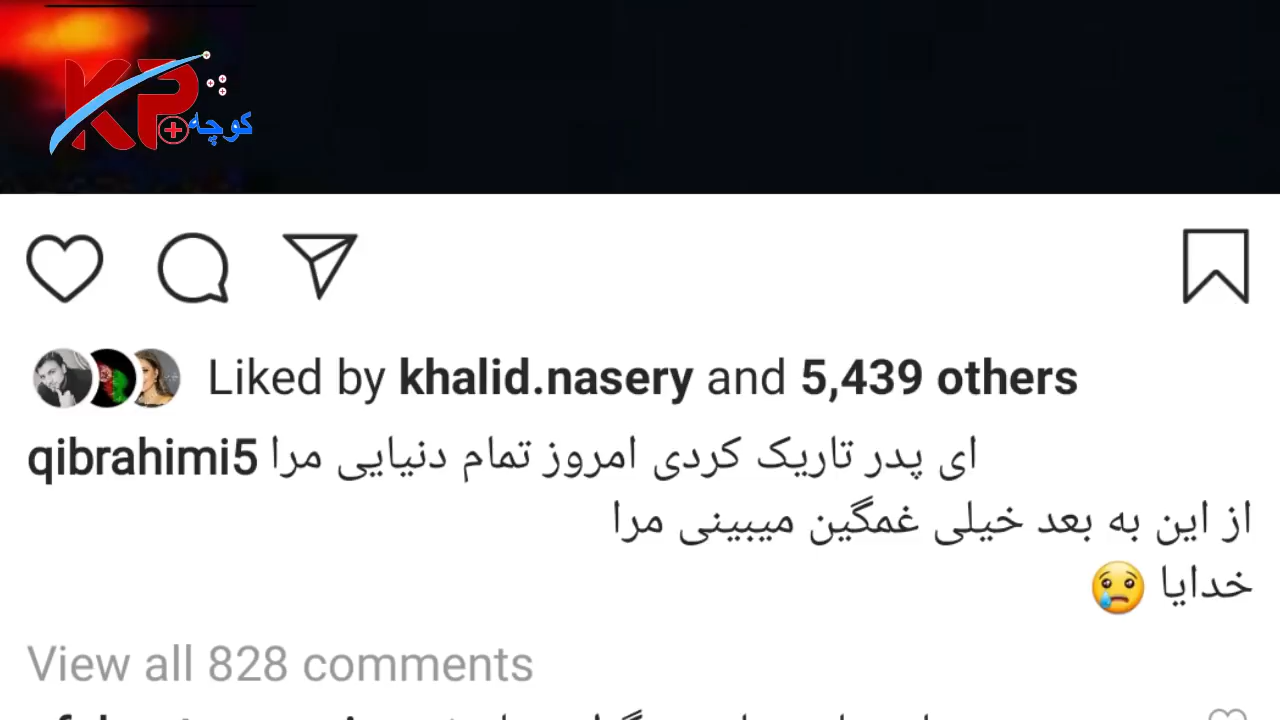 KP
کوچه
Liked by khalid.nasery and 5,439 others
qibrahimi5 ای پدر تاریک کردی امروز تمام دنیایی مرا
از این به بعد خیلی غمگین میبینی مرا
خدایا 😢
View all 828 comments